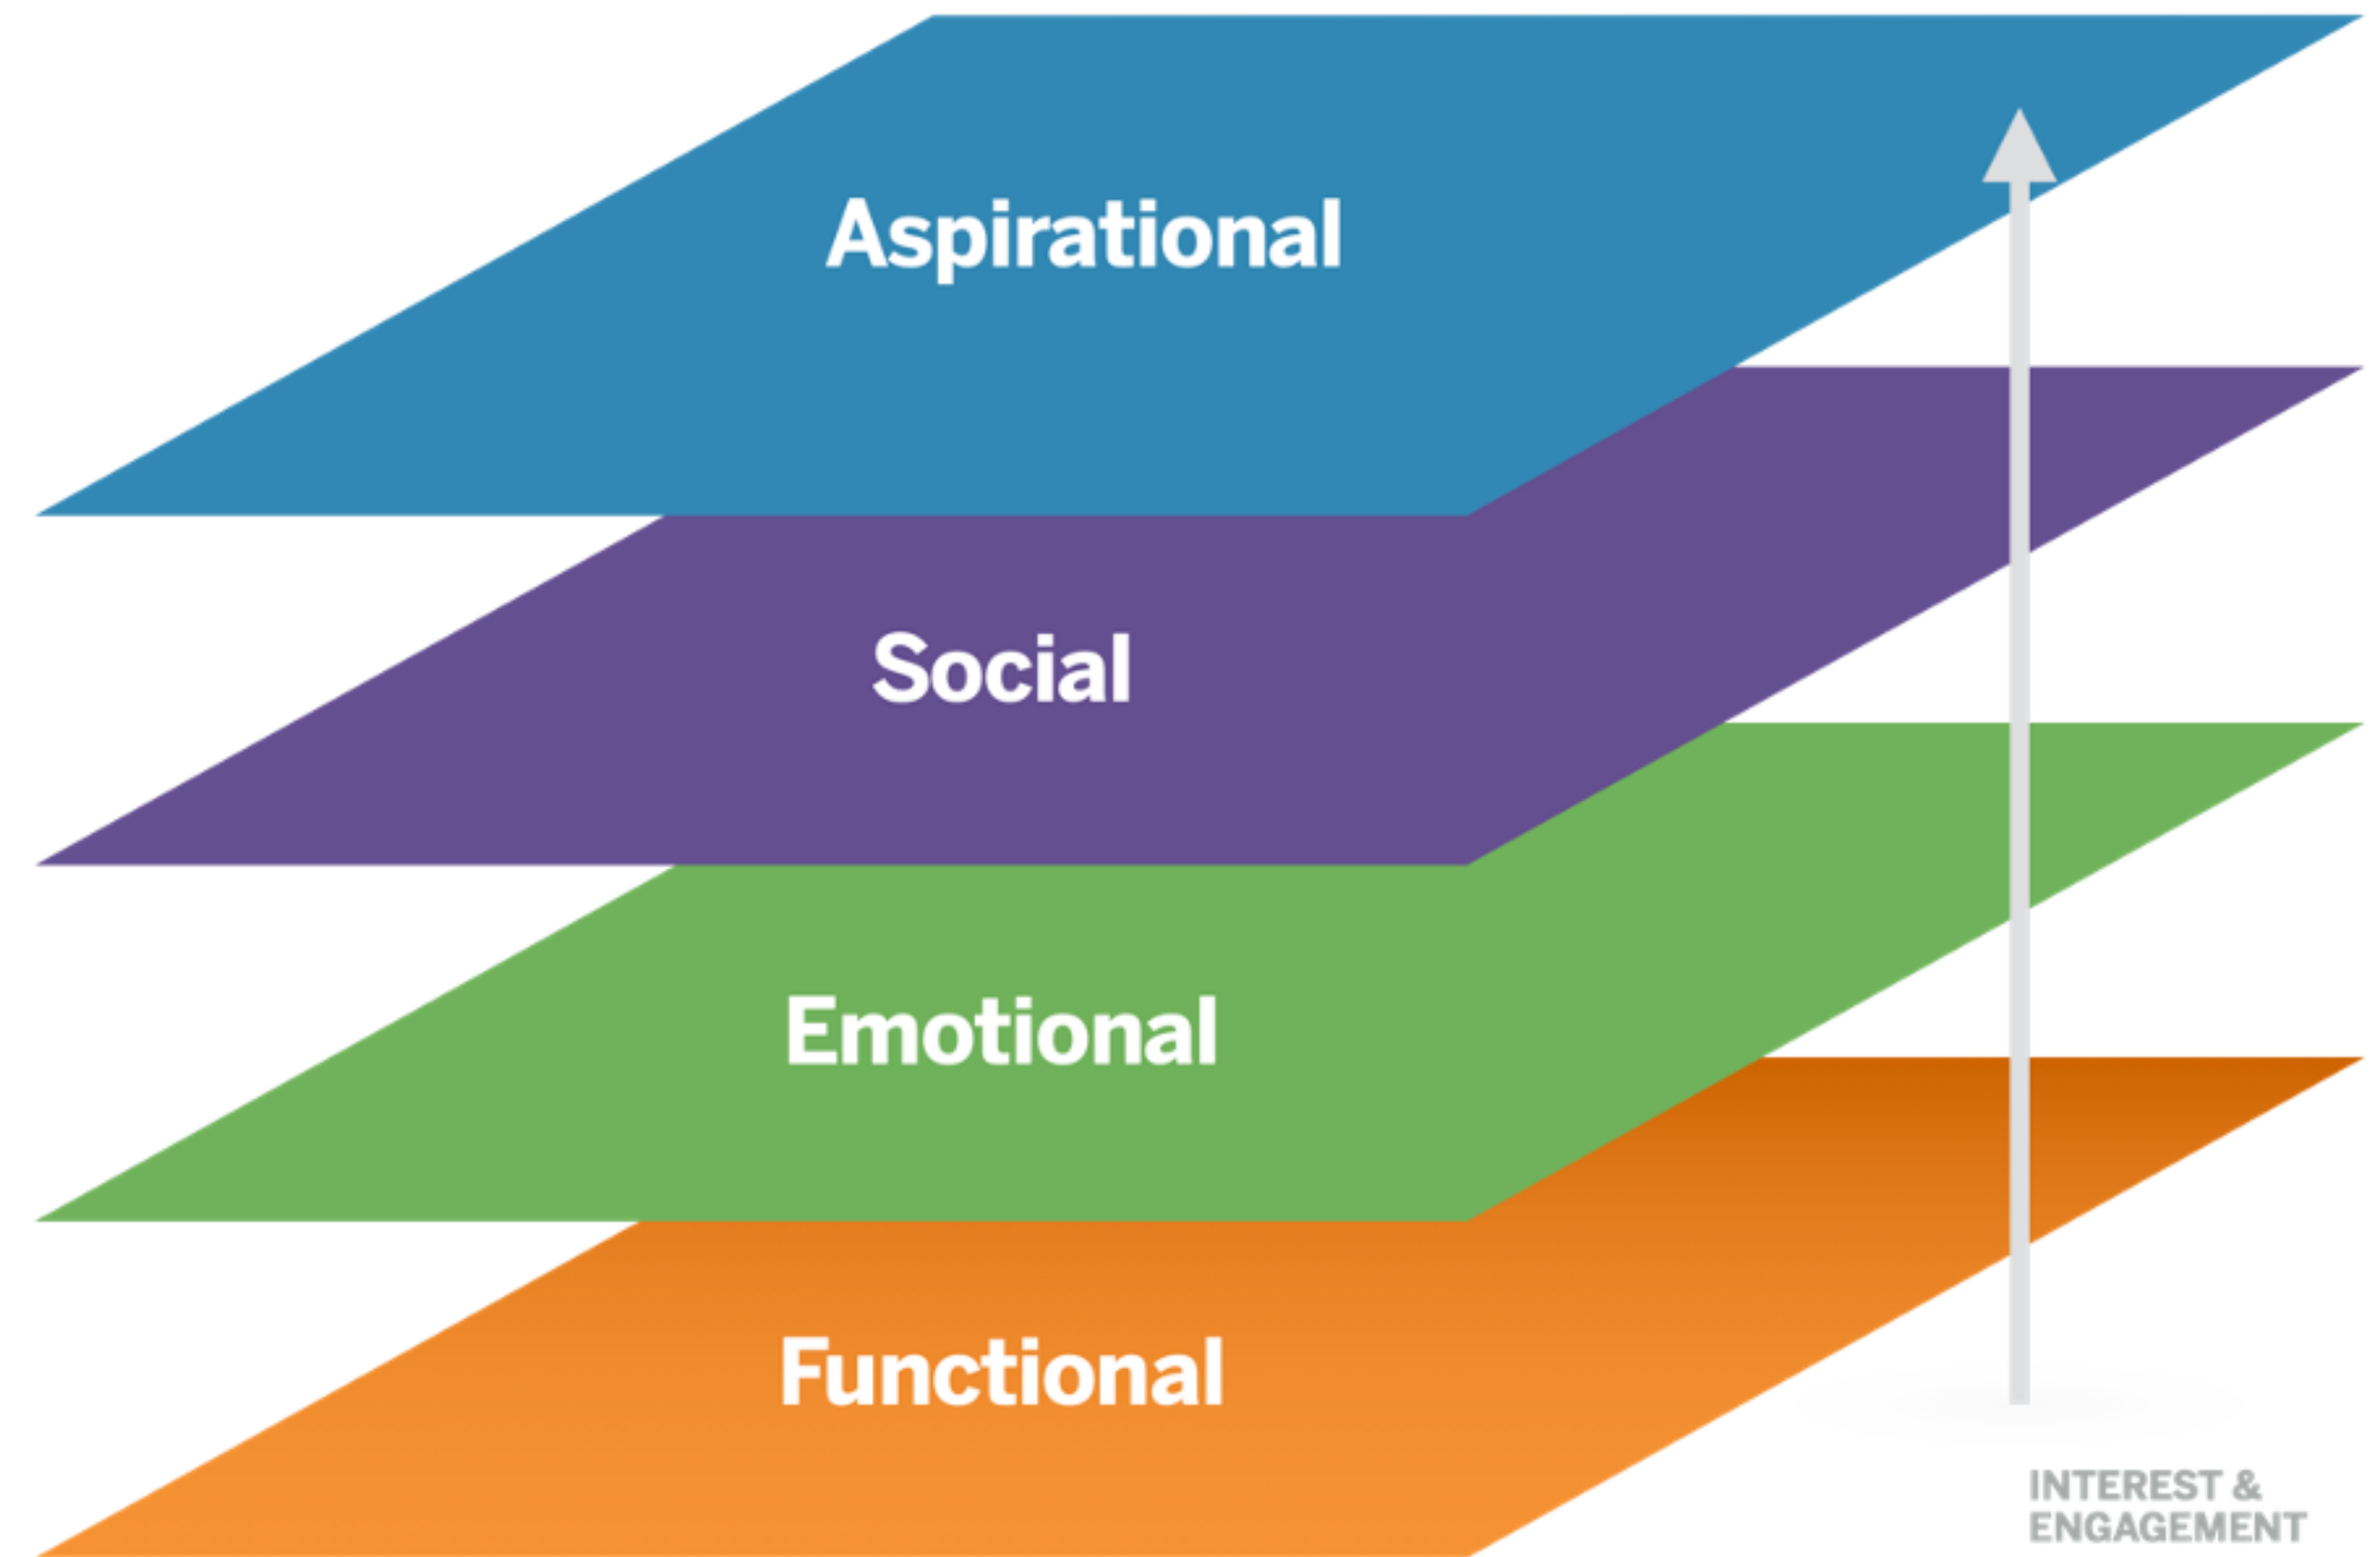 Aspirational
Social
Emotional
Functional
INTEREST &
ENGAGEMENT